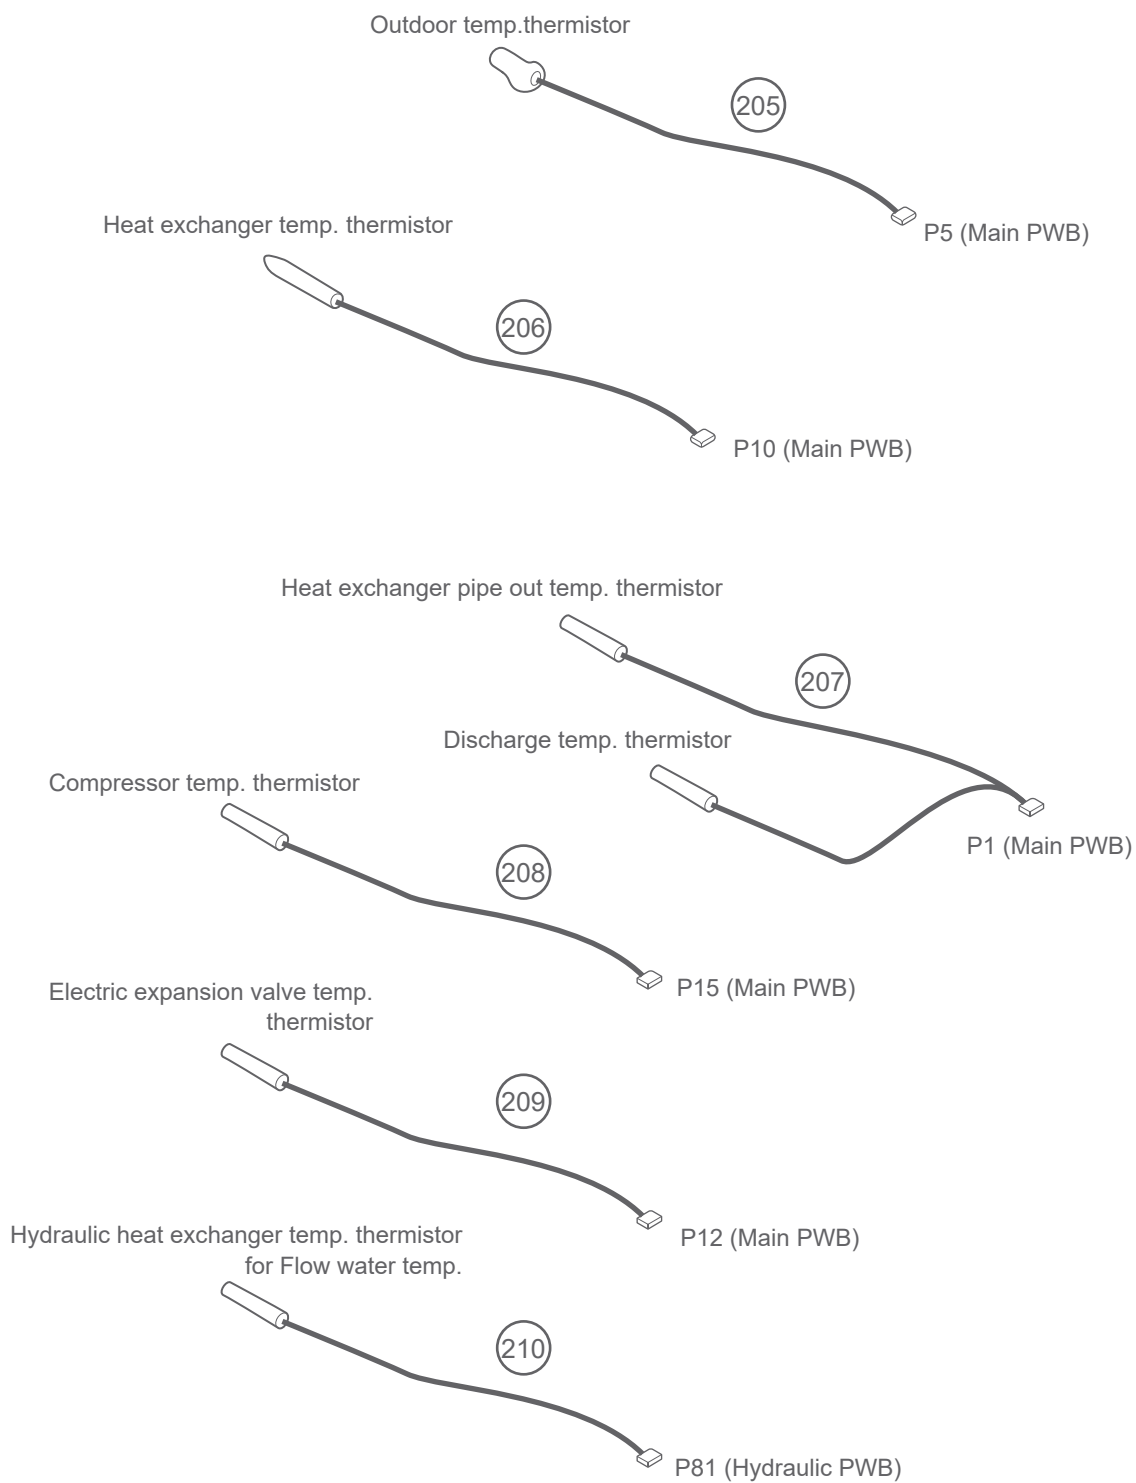 Outdoor temp.thermistor
205
P5 (Main PWB)
Heat exchanger temp. thermistor
206
P10 (Main PWB)
Heat exchanger pipe out temp. thermistor
207
Discharge temp. thermistor
P1 (Main PWB)
Compressor temp. thermistor
208
P15 (Main PWB)
Electric expansion valve temp.
thermistor
209
P12 (Main PWB)
Hydraulic heat exchanger temp. thermistor
for Flow water temp.
210
P81 (Hydraulic PWB)